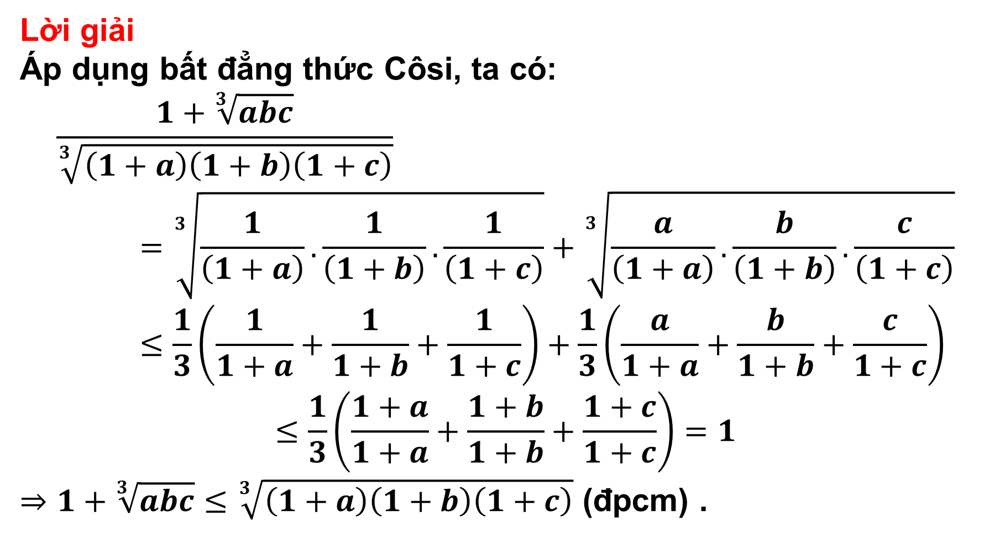 Lời giải
Áp dụng bất đẳng thức Côsi, ta có:
$\frac{1+\sqrt[3]{abc}}{\sqrt[3]{(1+a)(1+b)(1+c)}}$
$= \sqrt[3]{\frac{1}{(1+a)}.\frac{1}{(1+b)}.\frac{1}{(1+c)}} + \sqrt[3]{\frac{a}{(1+a)}.\frac{b}{(1+b)}.\frac{c}{(1+c)}}$
$\leq \frac{1}{3}\left(\frac{1}{1+a}+\frac{1}{1+b}+\frac{1}{1+c}\right)+\frac{1}{3}\left(\frac{a}{1+a}+\frac{b}{1+b}+\frac{c}{1+c}\right)$
$\leq \frac{1}{3}\left(\frac{1+a}{1+a}+\frac{1+b}{1+b}+\frac{1+c}{1+c}\right)=1$
$\Rightarrow 1+\sqrt[3]{abc} \leq \sqrt[3]{(1+a)(1+b)(1+c)}$ (đpcm) .